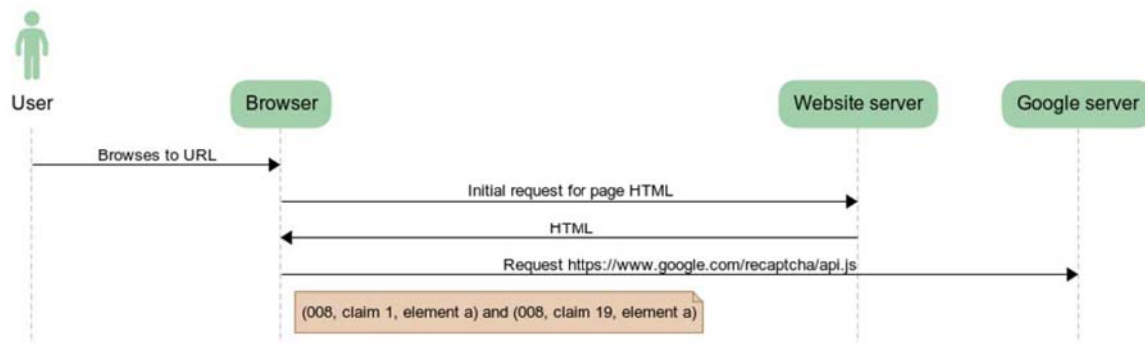 User
Browser
Website server
Google server
Browses to URL
Initial request for page HTML
HTML
Request https://www.google.com/recaptcha/api.js
(008, claim 1, element a) and (008, claim 19, element a)